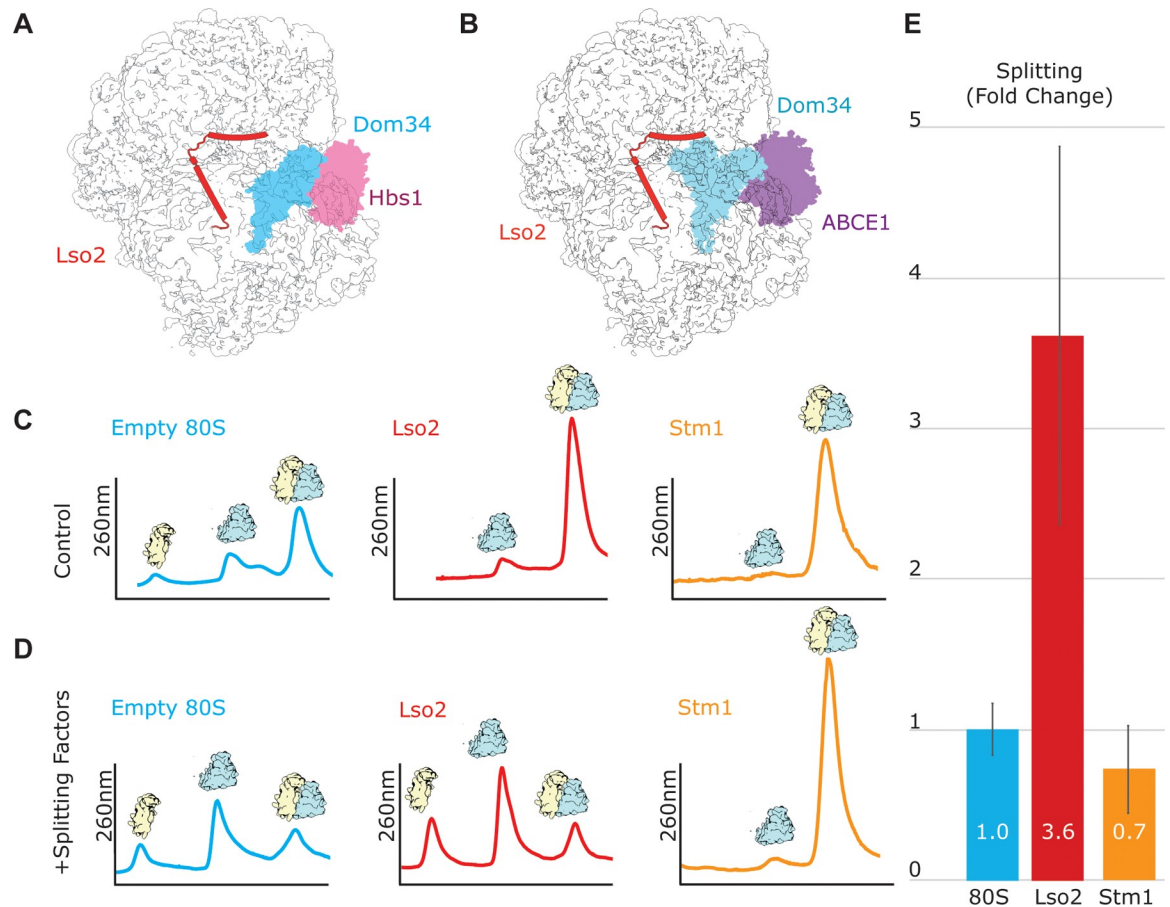 A
Dom34
Hbs1
Lso2
B
Dom34
Lso2
ABCE1
C
Control
Empty 80S
260nm
Lso2
260nm
Stm1
260nm
D
+Splitting Factors
Empty 80S
260nm
Lso2
260nm
Stm1
260nm
E
Splitting
(Fold Change)
5
4
3
2
1
0
1.0
3.6
0.7
80S
Lso2
Stm1